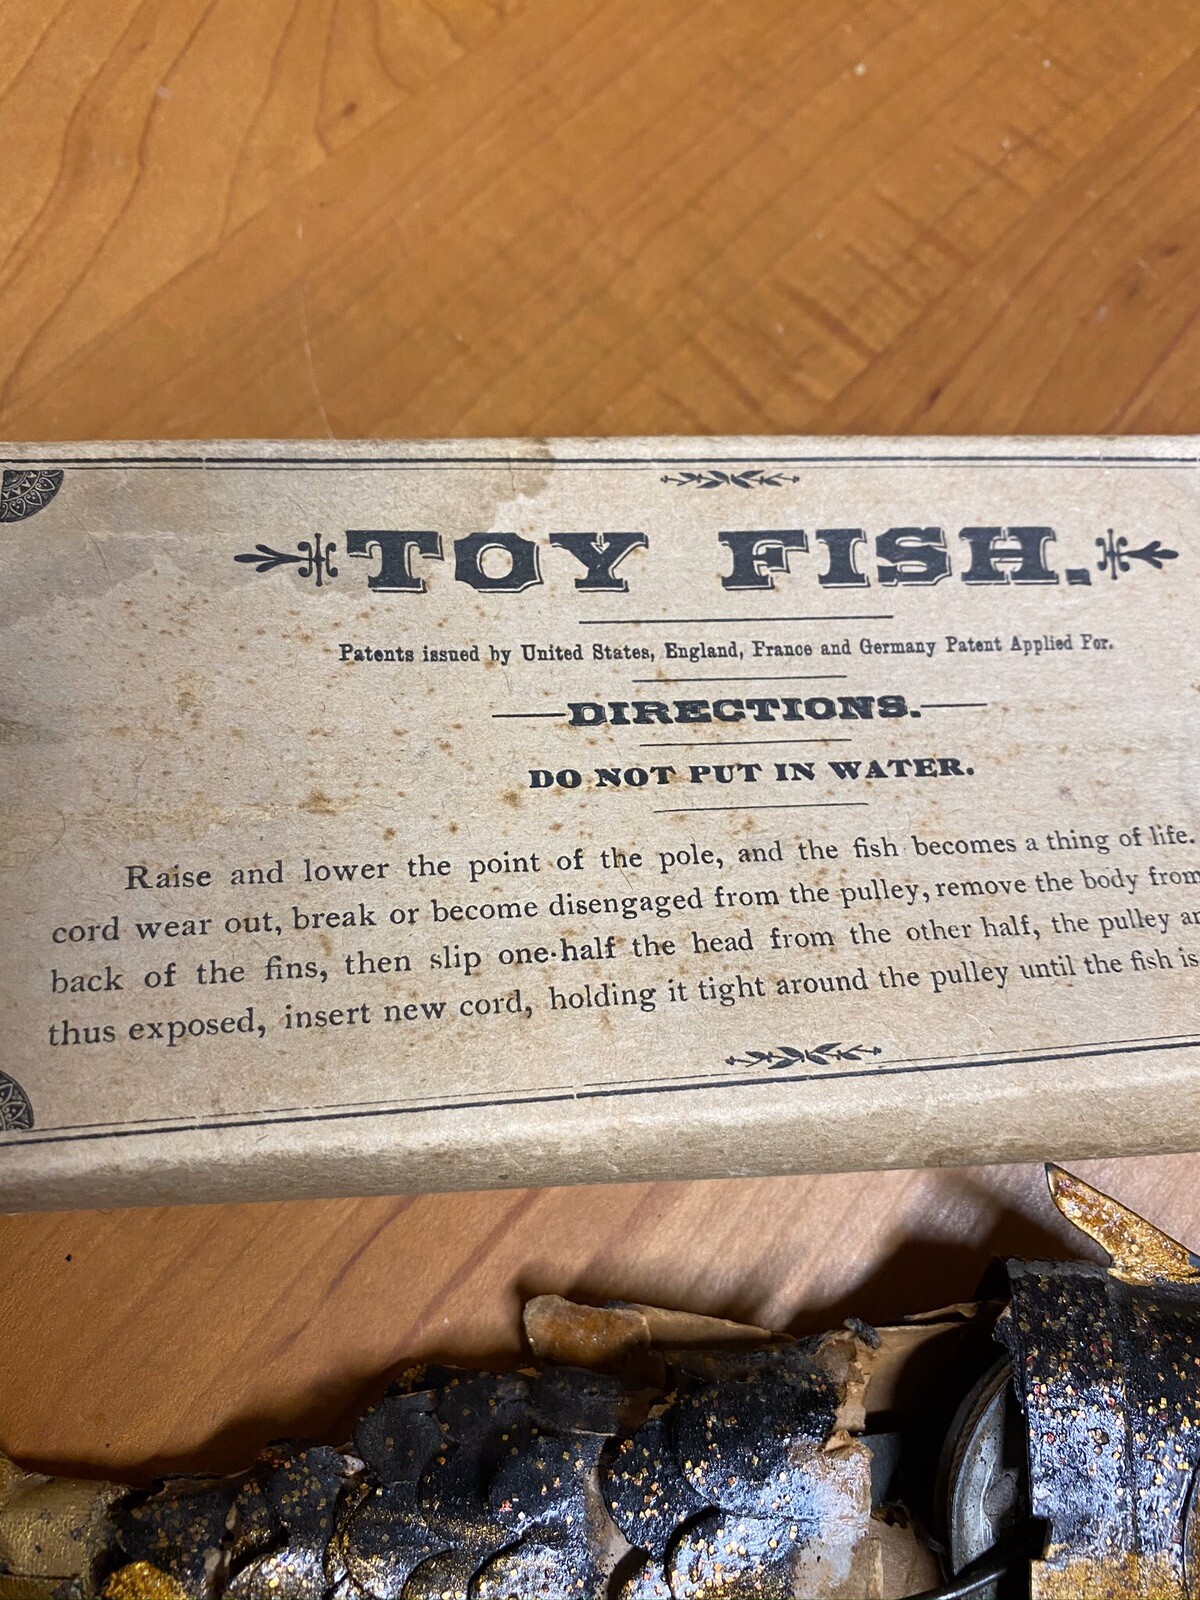 TOY FISH.
Patents issued by United States, England, France and Germany Patent Applied For.
DIRECTIONS.
DO NOT PUT IN WATER.
Raise and lower the point of the pole, and the fish becomes a thing of life.
cord wear out, break or become disengaged from the pulley, remove the body from
back of the fins, then slip one-half the head from the other half, the pulley
thus exposed, insert new cord, holding it tight around the pulley until the fish is